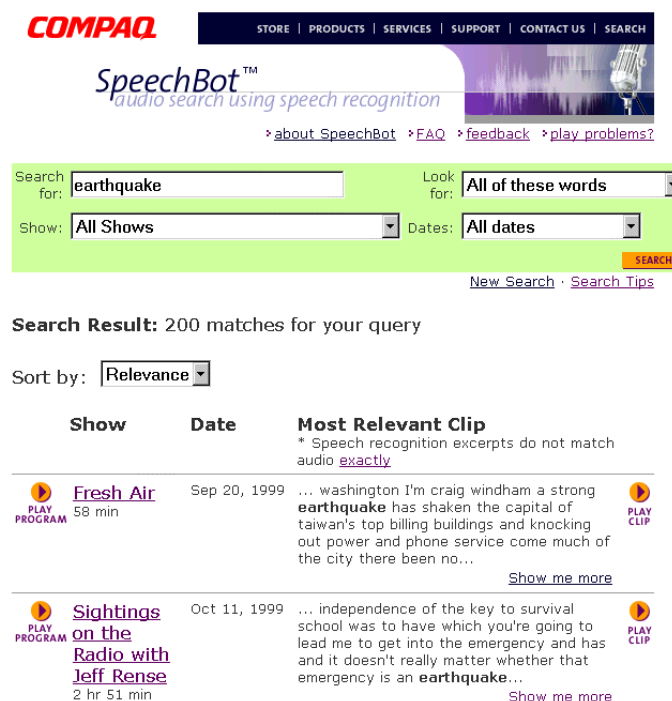 COMPAQ
STORE | PRODUCTS | SERVICES | SUPPORT | CONTACT US | SEARCH
SpeechBot™
audio search using speech recognition
about SpeechBot FAQ feedback play problems?
Search for: earthquake Look for: All of these words
Show: All Shows Dates: All dates
SEARCH
New Search · Search Tips
Search Result: 200 matches for your query
Sort by: Relevance
Show Date Most Relevant Clip
* Speech recognition excerpts do not match
audio exactly
PLAY PROGRAM Fresh Air Sep 20, 1999 ... washington I'm craig windham a strong PLAY CLIP
58 min earthquake has shaken the capital of
taiwan's top billing buildings and knocking
out power and phone service come much of
the city there been no...
Show me more
PLAY PROGRAM Sightings Oct 11, 1999 ... independence of the key to survival PLAY CLIP
on the school was to have which you're going to
Radio with lead me to get into the emergency and has
Jeff Rense and it doesn't really matter whether that
2 hr 51 min emergency is an earthquake...
Show me more